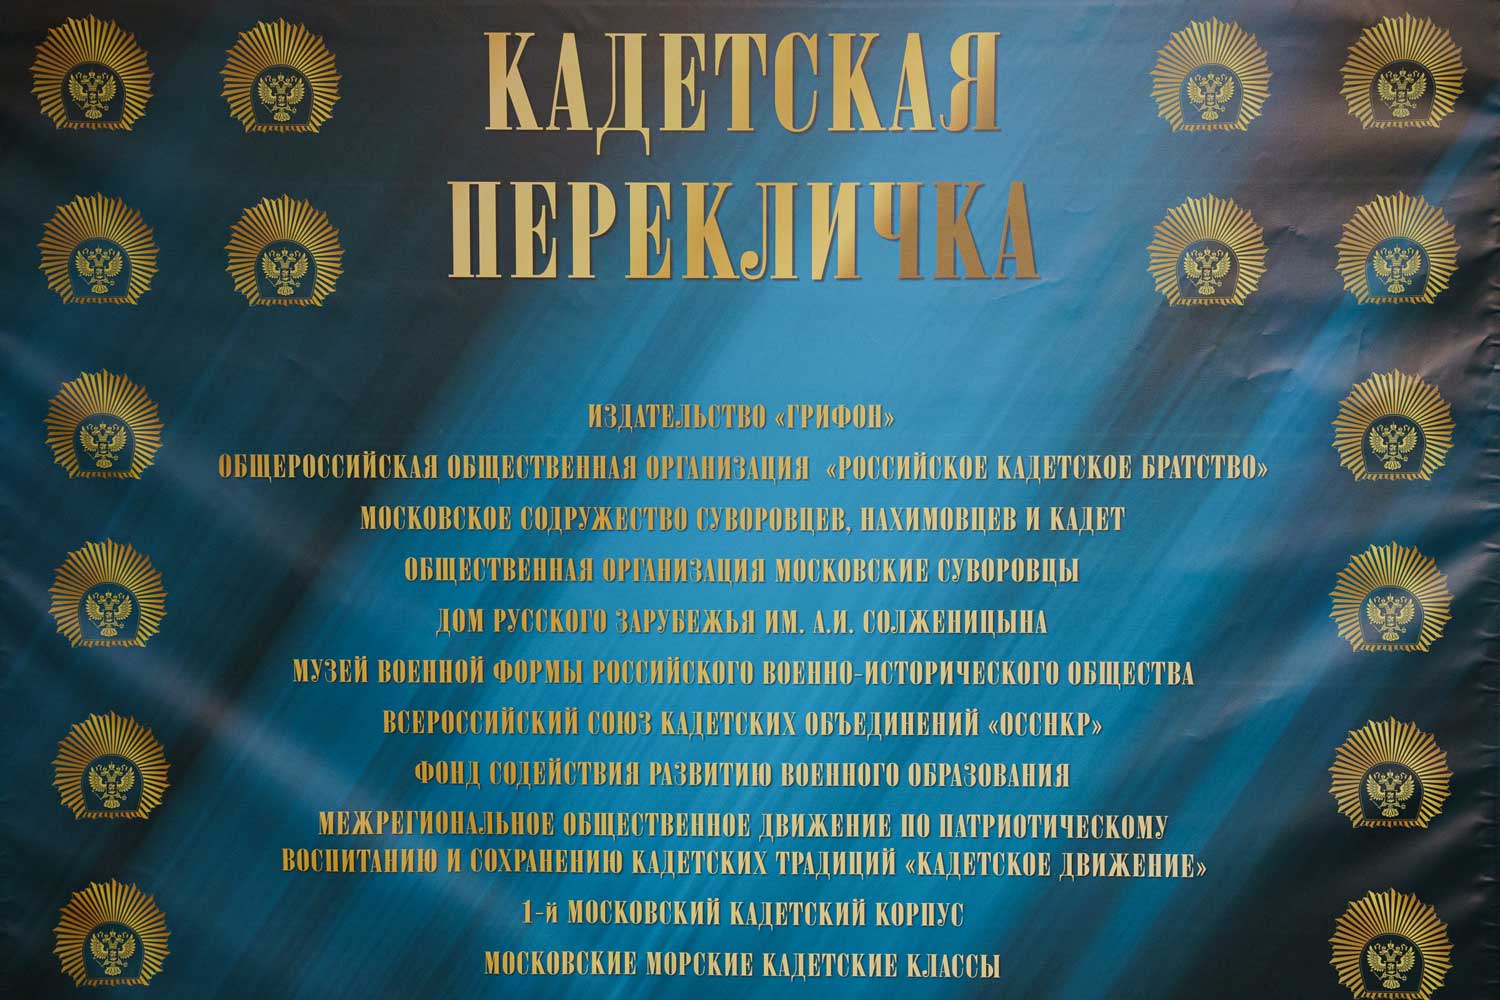 КАДЕТСКАЯ
ПЕРЕКЛИЧКА
ИЗДАТЕЛЬСТВО «ГРИФОН»
ОБЩЕРОССИЙСКАЯ ОБЩЕСТВЕННАЯ ОРГАНИЗАЦИЯ «РОССИЙСКОЕ КАДЕТСКОЕ БРАТСТВО»
МОСКОВСКОЕ СОДРУЖЕСТВО СУВОРОВЦЕВ, НАХИМОВЦЕВ И КАДЕТ
ОБЩЕСТВЕННАЯ ОРГАНИЗАЦИЯ МОСКОВСКИЕ СУВОРОВЦЫ
ДОМ РУССКОГО ЗАРУБЕЖЬЯ ИМ. А.И. СОЛЖЕНИЦЫНА
МУЗЕЙ ВОЕННОЙ ФОРМЫ РОССИЙСКОГО ВОЕННО-ИСТОРИЧЕСКОГО ОБЩЕСТВА
ВСЕРОССИЙСКИЙ СОЮЗ КАДЕТСКИХ ОБЪЕДИНЕНИЙ «ОССНКР»
ФОНД СОДЕЙСТВИЯ РАЗВИТИЮ ВОЕННОГО ОБРАЗОВАНИЯ
МЕЖРЕГИОНАЛЬНОЕ ОБЩЕСТВЕННОЕ ДВИЖЕНИЕ ПО ПАТРИОТИЧЕСКОМУ
ВОСПИТАНИЮ И СОХРАНЕНИЮ КАДЕТСКИХ ТРАДИЦИЙ «КАДЕТСКОЕ ДВИЖЕНИЕ»
1-й МОСКОВСКИЙ КАДЕТСКИЙ КОРПУС
МОСКОВСКИЕ МОРСКИЕ КАДЕТСКИЕ КЛАССЫ